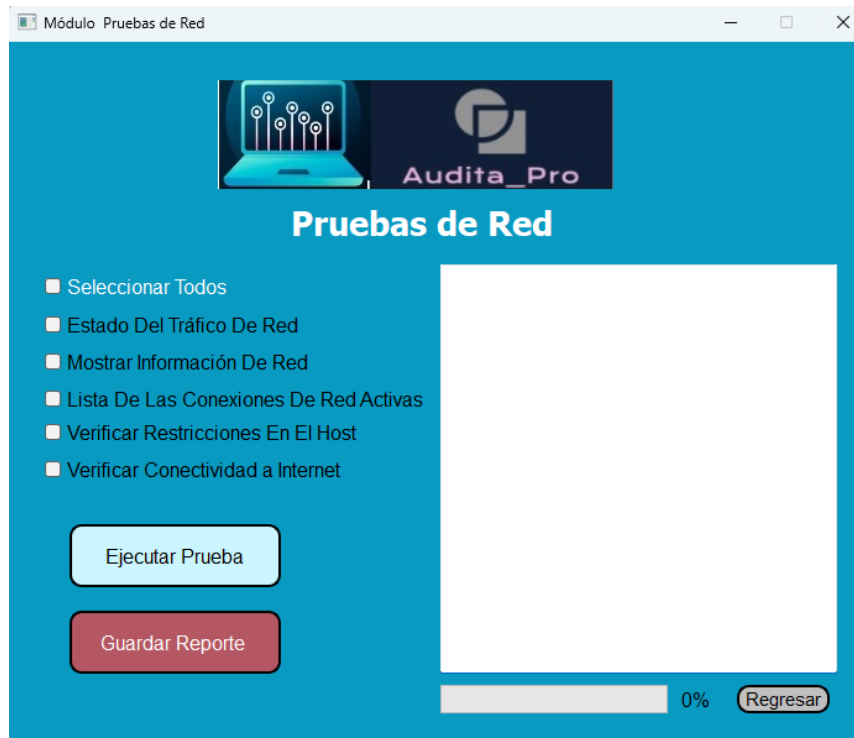 Módulo Pruebas de Red
Audita_Pro
Pruebas de Red
Seleccionar Todos
Estado Del Tráfico De Red
Mostrar Información De Red
Lista De Las Conexiones De Red Activas
Verificar Restricciones En El Host
Verificar Conectividad a Internet
Ejecutar Prueba
Guardar Reporte
0%
Regresar